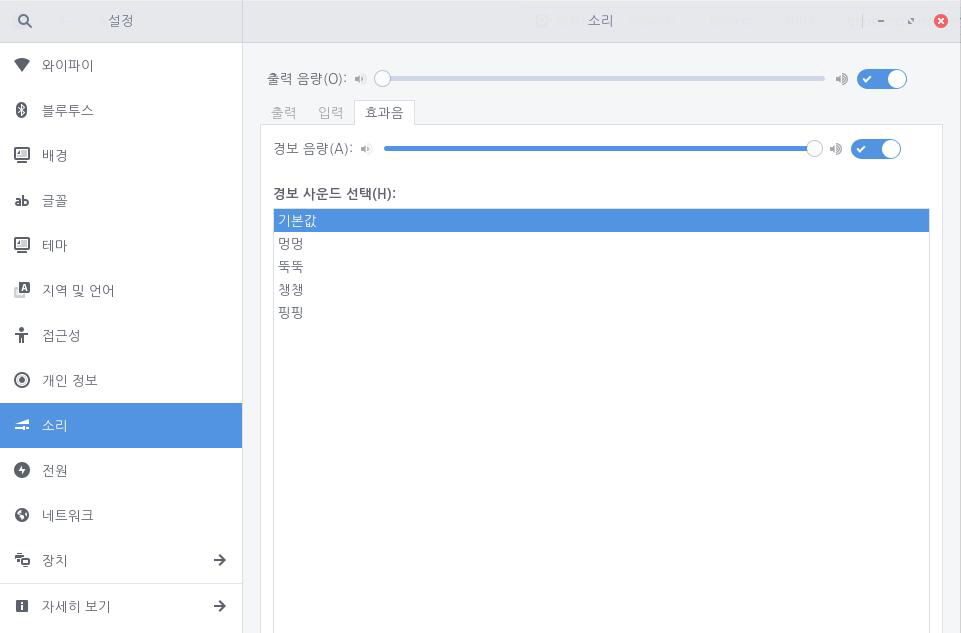 설정
소리
와이파이
블루투스
배경
ab 글꼴
테마
A 지역 및 언어
접근성
개인 정보
소리
전원
네트워크
장치
자세히 보기
출력 음량(O):
출력 입력 효과음
경보 음량(A):
경보 사운드 선택(H):
기본값
멍멍
뚝뚝
챙챙
핑핑